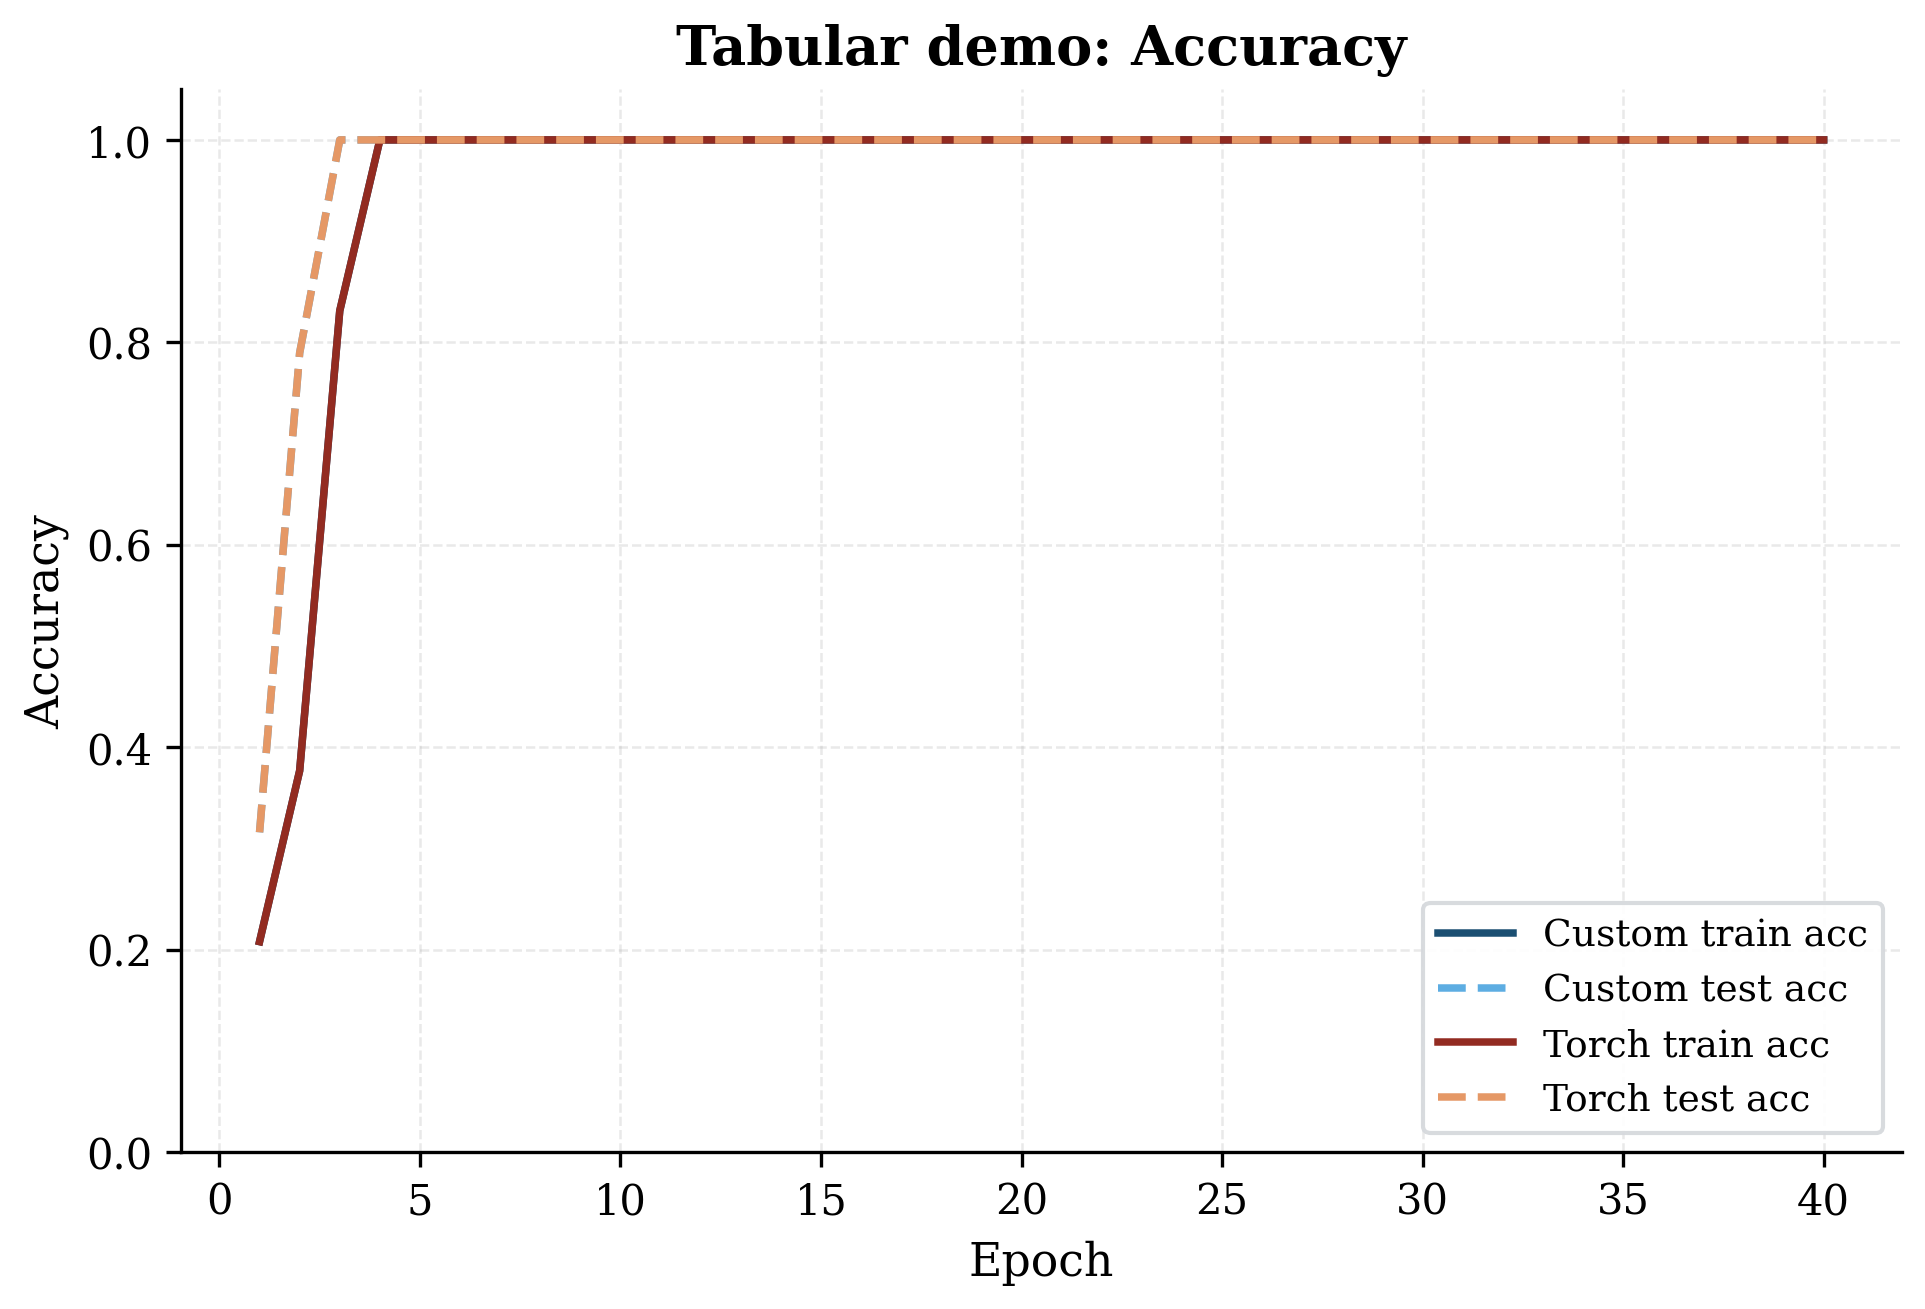 Tabular demo: Accuracy
Accuracy
1.0
0.8
0.6
0.4
0.2
0.0
0 5 10 15 20 25 30 35 40
Epoch
Custom train acc
Custom test acc
Torch train acc
Torch test acc